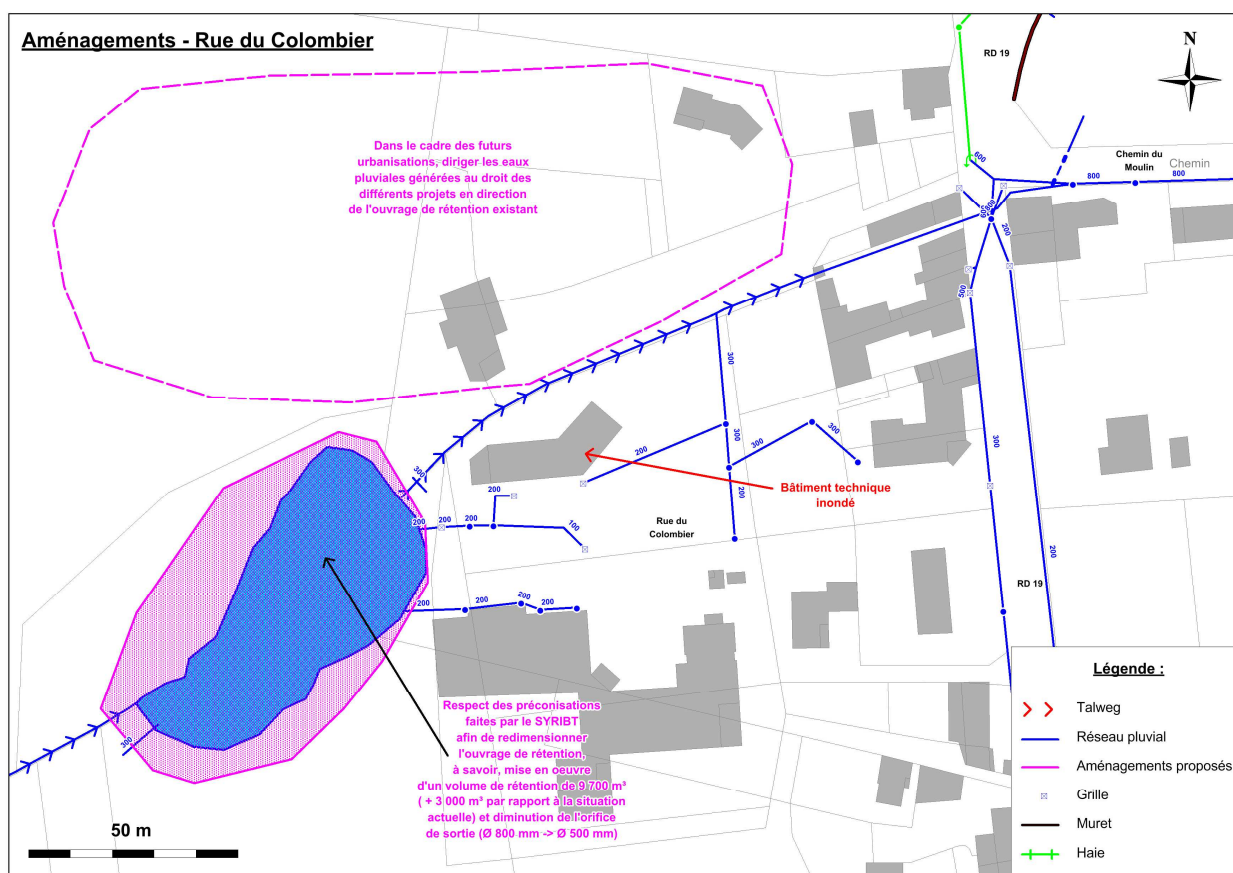 Aménagements - Rue du Colombier
N
RD 19
Dans le cadre des futurs
urbanisations, diriger les eaux
pluviales générées au droit des
différents projets en direction
de l'ouvrage de rétention existant
600
Chemin du
Moulin
Chemin
800
800
600
800
200
500
300
300
200
300
300
300
200
Bâtiment technique
inondé
300
200
200
200
200
100
Rue du
Colombier
200
RD 19
200
200
200
200
300
Respect des préconisations
faites par le SYRIBT
afin de redimensionner
l'ouvrage de rétention,
à savoir, mise en oeuvre
d'un volume de rétention de 9 700 m³
( + 3 000 m³ par rapport à la situation
actuelle) et diminution de l'orifice
de sortie (Ø 800 mm -> Ø 500 mm)
50 m
Légende :
Talweg
Réseau pluvial
Aménagements proposés
Grille
Muret
Haie